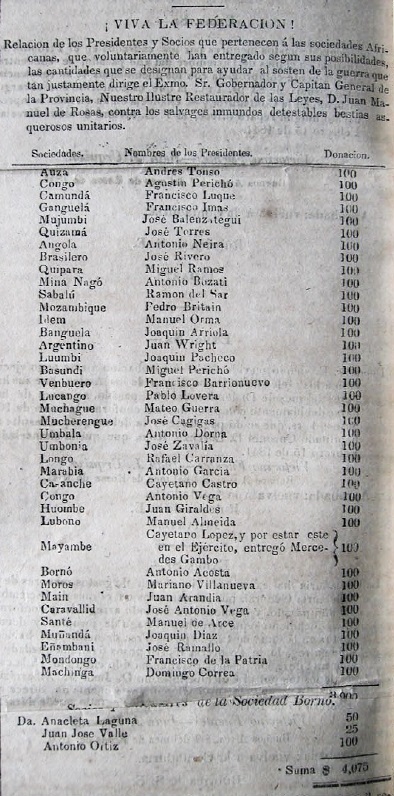 ¡ VIVA LA FEDERACION !
Relacion de los Presidentes y Socios que pertenecen á las sociedades Afri-
canas, que voluntariamente han entregado segun sus posibilidades,
las cantidades que se designan para ayudar al sosten de la guerra que
tan justamente dirige el Exmo. Sr. Gobernador y Capitan General de
la Provincia, Nuestro Ilustre Restaurador de las Leyes, D. Juan Ma-
nuel de Rosas, contra los salvages inmundos detestables bestias as-
querosos unitarios.
Sociedades. Nombres de los Presidentes. Donacion.
Auza Andres Tonso 100
Congo Agustin Perichó 100
Camundá Francisco Luque 100
Ganguelá Francisco Imas 100
Mujumbi José Balenzategui 100
Quizamá José Torres 100
Angola Antonio Neira 100
Brasilero José Rivero 100
Quipara Miguel Ramos 100
Mina Nagó Antonio Bozati 100
Sabalú Ramon del Sar 100
Mozambique Pedro Britain 100
Idem Manuel Orma 100
Banguela Joaquin Arriola 100
Argentino Juan Wright 100
Luumbi Joaquin Pacheco 100
Basundi Miguel Perichó 100
Venbuero Francisco Barrionuevo 100
Lucango Pablo Lovera 100
Muchague Mateo Guerra 100
Mucherengue José Cagigas 100
Umbala Antonio Dorna 100
Umbonia José Zavalia 100
Longo Rafael Carranza 100
Marabia Antonio Garcia 100
Ca-anche Cayetano Castro 100
Congo Antonio Vega 100
Huombe Juan Giraldes 100
Lubono Manuel Almeida 100
Cayetano Lopez, y por estar este
Mayambe en el Ejército, entregó Merce- 100
des Gambo
Bornó Antonio Acosta 100
Moros Mariano Villanueva 100
Main Juan Arandia 100
Caravallid José Antonio Vega 100
Santé Manuel de Arce 100
Muñandá Joaquin Diaz 100
Eñambani José Ramallo 100
Mondongo Francisco de la Patria 100
Machinga Domingo Correa 100
de la Sociedad Bornó.
Da. Anacleta Laguna 50
Juan José Valle 25
Antonio Ortiz 100
Suma $ 4,075